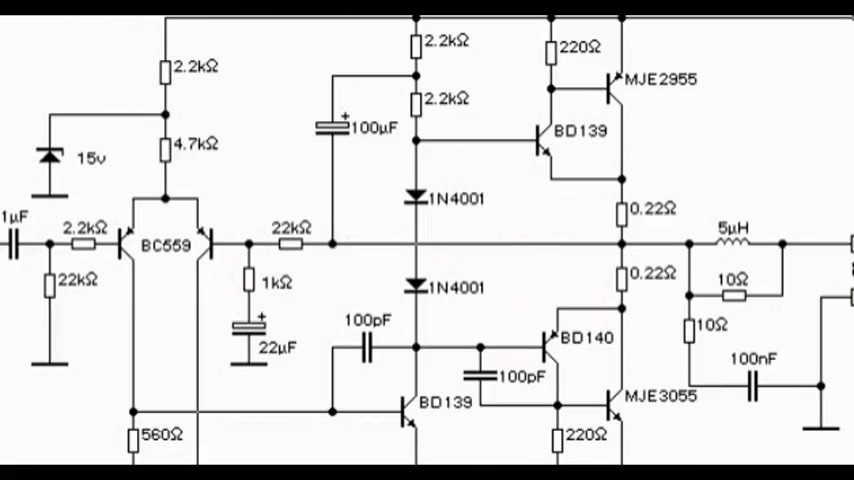 2.2kΩ
220Ω
2.2kΩ
MJE2955
2.2kΩ
100µF
BD139
4.7kΩ
15v
1N4001
0.22Ω
1µF
2.2kΩ
BC559
22kΩ
5µH
22kΩ
1kΩ
0.22Ω
10Ω
1N4001
100pF
22µF
10Ω
BD140
100nF
100pF
BD139
MJE3055
560Ω
220Ω